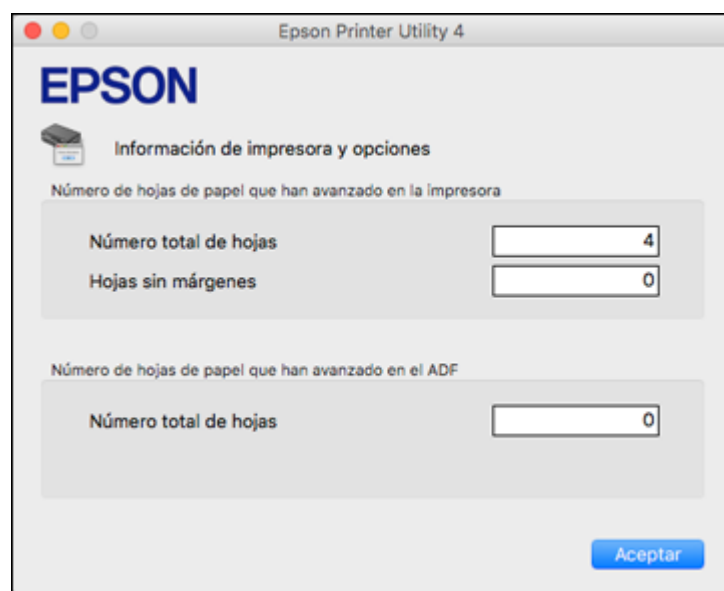 Epson Printer Utility 4
EPSON
Información de impresora y opciones
Número de hojas de papel que han avanzado en la impresora
Número total de hojas 4
Hojas sin márgenes 0
Número de hojas de papel que han avanzado en el ADF
Número total de hojas 0
Aceptar